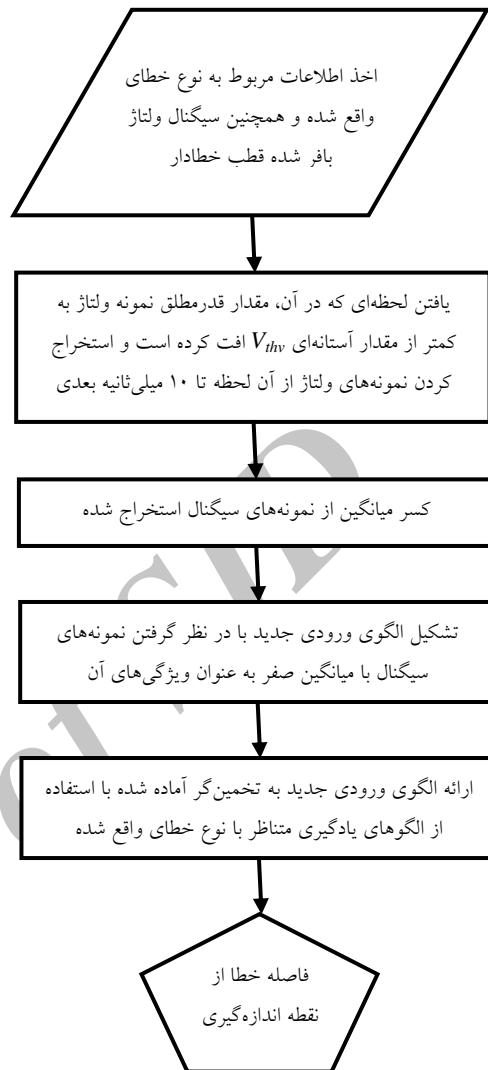 اخذ اطلاعات مربوط به نوع خطای
واقع شده و همچنین سیگنال ولتاژ
بافر شده قطب خطادار
یافتن لحظه‌ای که در آن، مقدار قدرمطلق نمونه ولتاژ به
کمتر از مقدار آستانه‌ای Vthv افت کرده است و استخراج
کردن نمونه‌های ولتاژ از آن لحظه تا ۱۰ میلی‌ثانیه بعدی
کسر میانگین از نمونه‌های سیگنال استخراج شده
تشکیل الگوی ورودی جدید با در نظر گرفتن نمونه‌های
سیگنال با میانگین صفر به عنوان ویژگی‌های آن
ارائه الگوی ورودی جدید به تخمین‌گر آماده شده با استفاده
از الگوهای یادگیری متناظر با نوع خطای واقع شده
فاصله خطا از
نقطه اندازه‌گیری